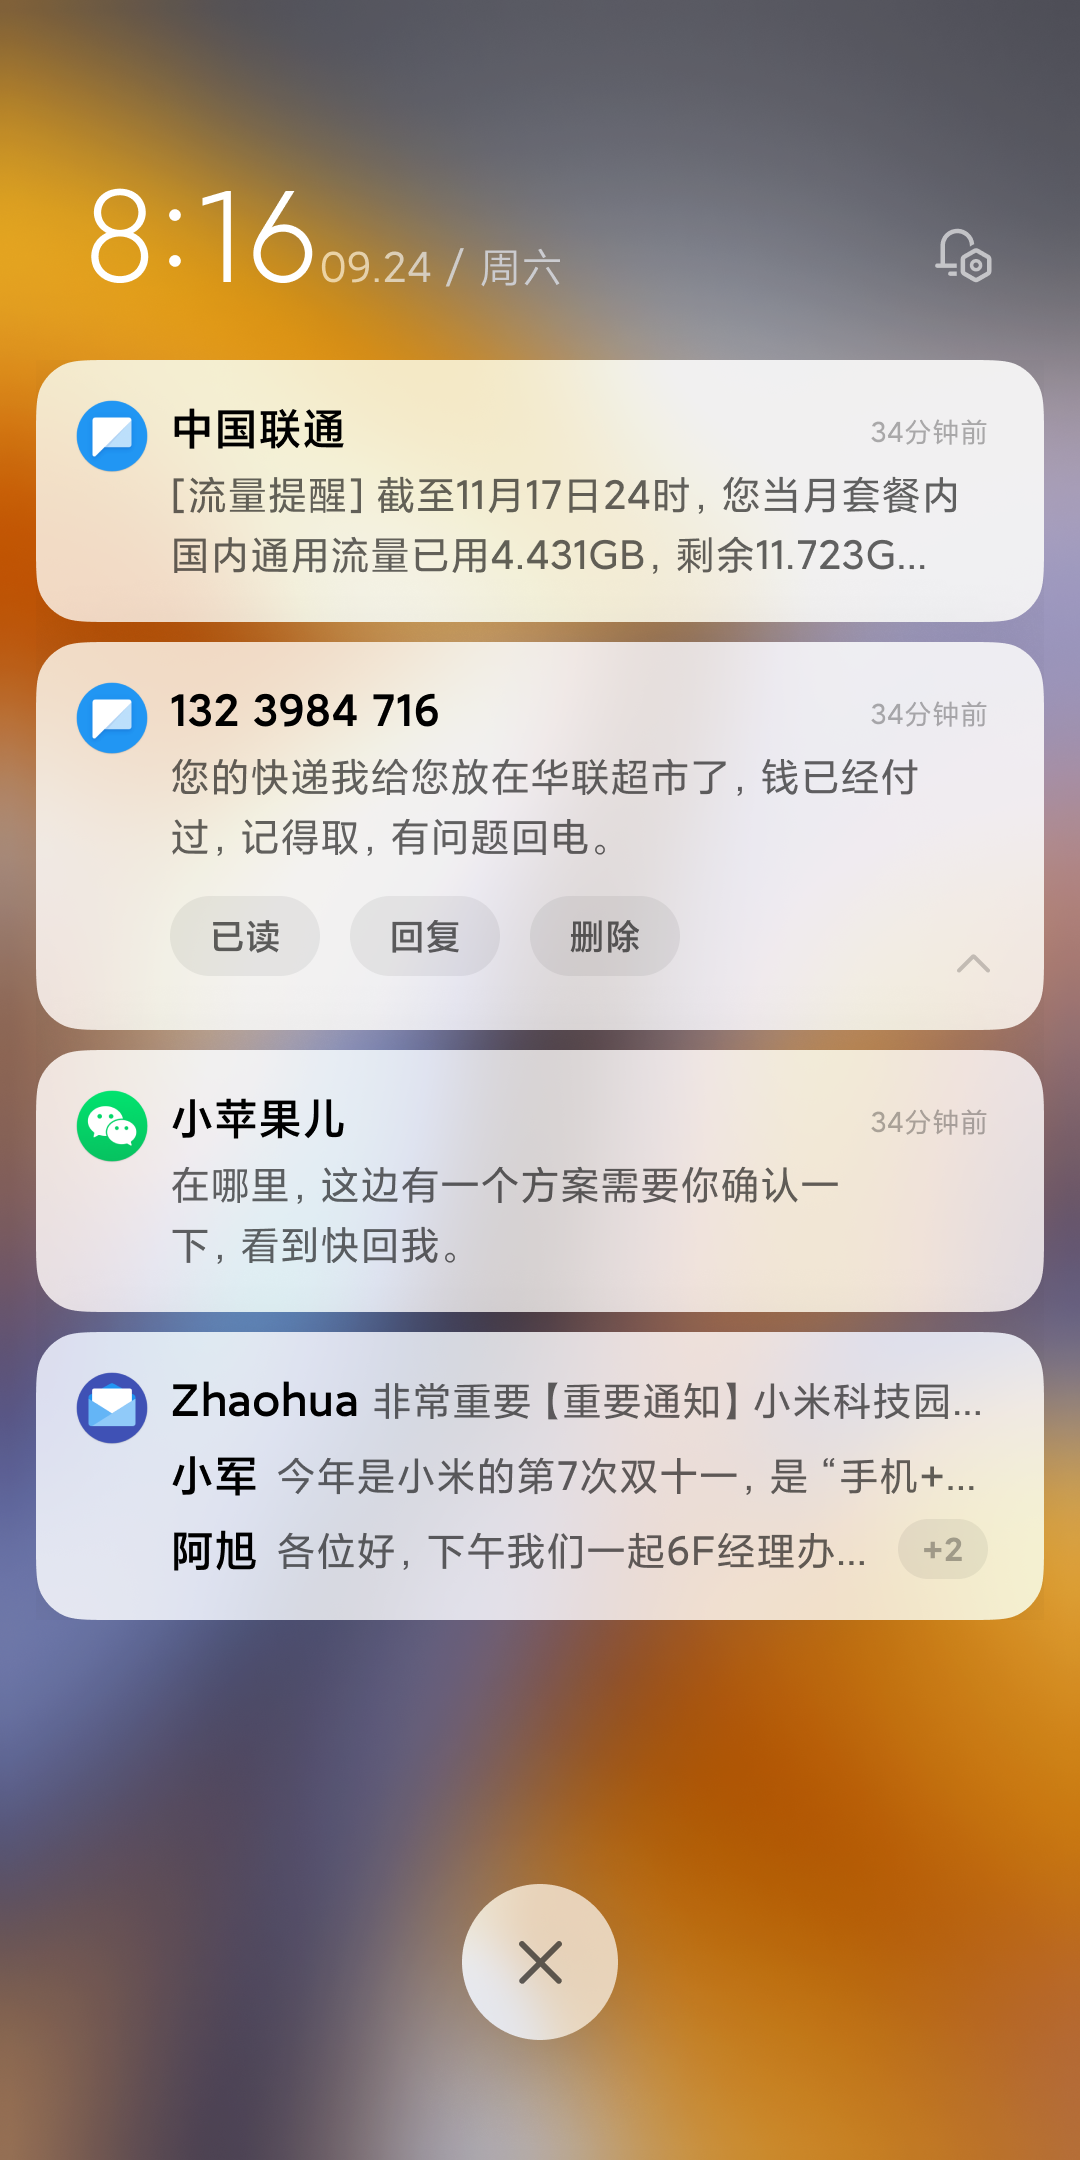 8:16 09.24 / 周六
中国联通 34分钟前
[流量提醒] 截至11月17日24时, 您当月套餐内
国内通用流量已用4.431GB, 剩余11.723G...
132 3984 716 34分钟前
您的快递我给您放在华联超市了, 钱已经付
过, 记得取, 有问题回电。
已读 回复 删除
小苹果儿 34分钟前
在哪里, 这边有一个方案需要你确认一
下, 看到快回我。
Zhaohua 非常重要【重要通知】小米科技园...
小军 今年是小米的第7次双十一, 是 “手机+...
阿旭 各位好, 下午我们一起6F经理办... +2